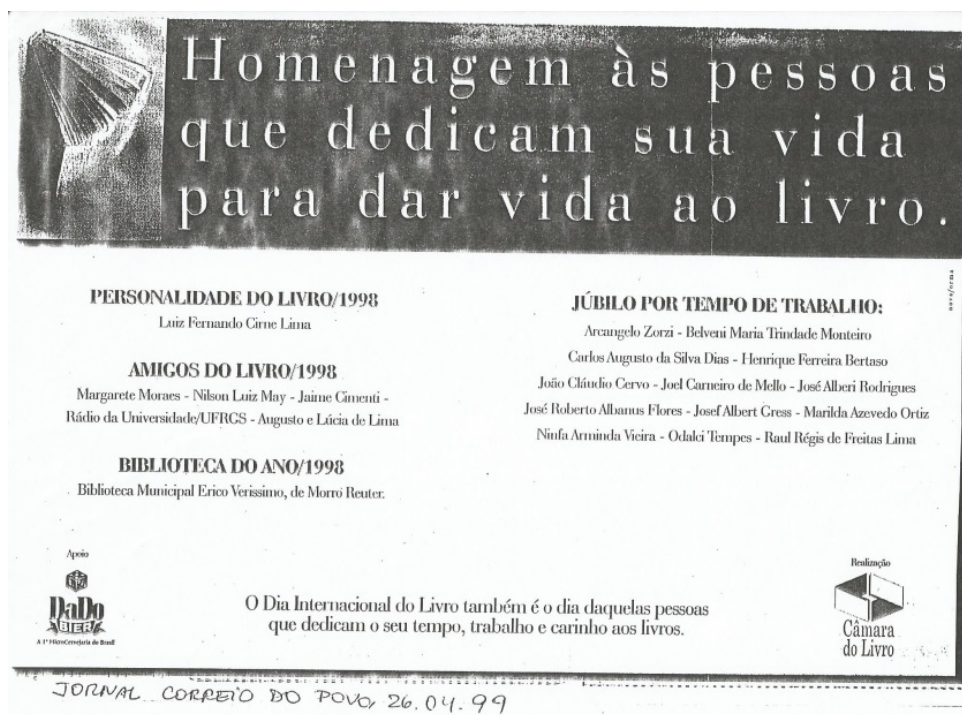 Homenagem às pessoas
que dedicam sua vida
para dar vida ao livro.
PERSONALIDADE DO LIVRO/1998
Luiz Fernando Cirne Lima
AMIGOS DO LIVRO/1998
Margarete Moraes - Nilson Luiz May - Jaime Cimenti -
Rádio da Universidade/UFRGS - Augusto e Lúcia de Lima
BIBLIOTECA DO ANO/1998
Biblioteca Municipal Erico Verissimo, de Morro Reuter.
JÚBILO POR TEMPO DE TRABALHO:
Arcangelo Zorzi - Belveni Maria Trindade Monteiro
Carlos Augusto da Silva Dias - Henrique Ferreira Bertaso
João Cláudio Cervo - Joel Carneiro de Mello - José Alberi Rodrigues
José Roberto Albanus Flores - Josef Albert Gress - Marilda Azevedo Ortiz
Ninfa Arminda Vieira - Odalci Tempes - Raul Régis de Freitas Lima
Apoio
DaDo
BIER
A 1ª MicroCervejaria do Brasil
O Dia Internacional do Livro também é o dia daquelas pessoas
que dedicam o seu tempo, trabalho e carinho aos livros.
Realização
Câmara
do Livro
JORNAL CORREIO DO POVO, 26.04.99